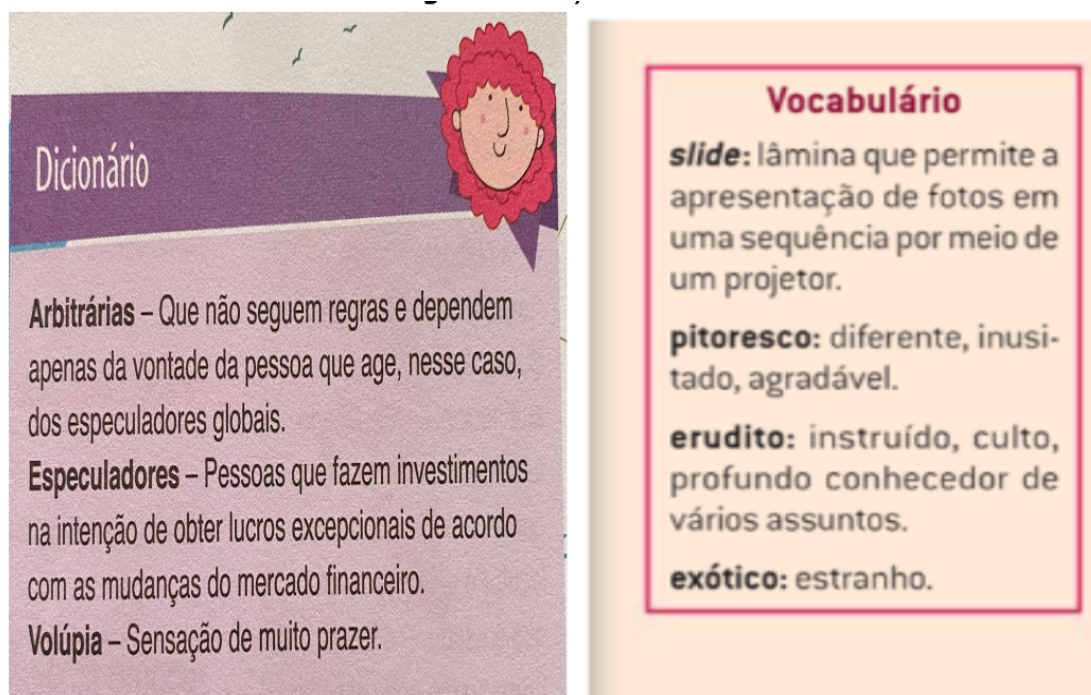 Dicionário
Arbitrárias – Que não seguem regras e dependem
apenas da vontade da pessoa que age, nesse caso,
dos especuladores globais.
Especuladores – Pessoas que fazem investimentos
na intenção de obter lucros excepcionais de acordo
com as mudanças do mercado financeiro.
Volúpia – Sensação de muito prazer.
Vocabulário
slide: lâmina que permite a
apresentação de fotos em
uma sequência por meio de
um projetor.
pitoresco: diferente, inusi-
tado, agradável.
erudito: instruído, culto,
profundo conhecedor de
vários assuntos.
exótico: estranho.